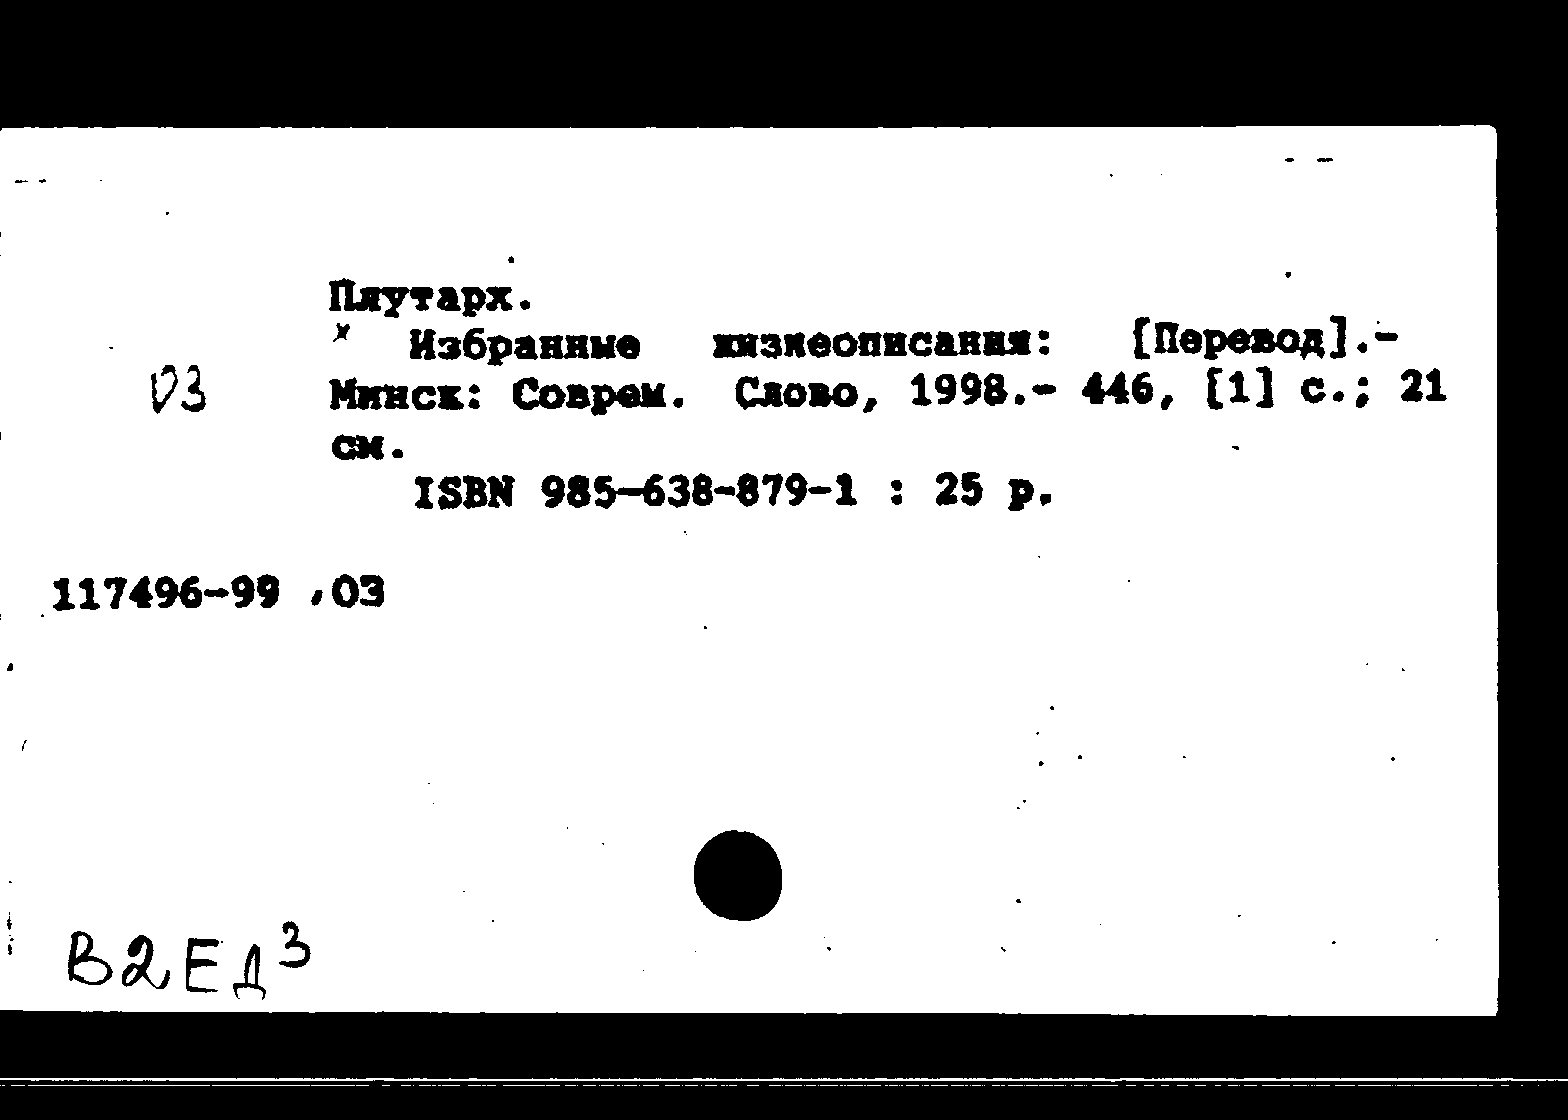 Плутарх.
x Избранные жизнеописания: [Перевод].-
03 Минск: Соврем. Слово, 1998.- 446, [1] с.; 21
см.
ISBN 985-638-879-1 : 25 р.
117496-99 ,ОЗ
В2ЕД3